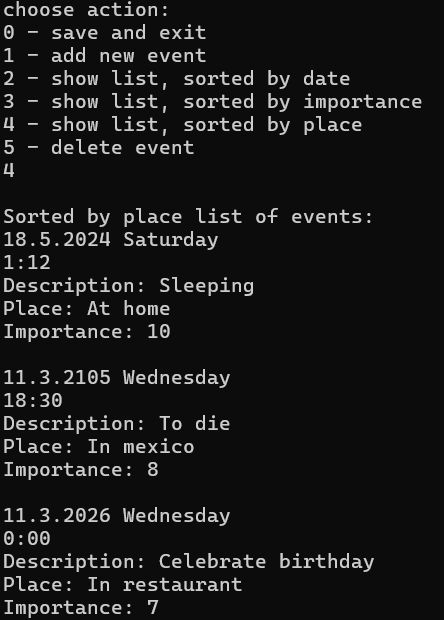 choose action:
0 - save and exit
1 - add new event
2 - show list, sorted by date
3 - show list, sorted by importance
4 - show list, sorted by place
5 - delete event
4
Sorted by place list of events:
18.5.2024 Saturday
1:12
Description: Sleeping
Place: At home
Importance: 10
11.3.2105 Wednesday
18:30
Description: To die
Place: In mexico
Importance: 8
11.3.2026 Wednesday
0:00
Description: Celebrate birthday
Place: In restaurant
Importance: 7